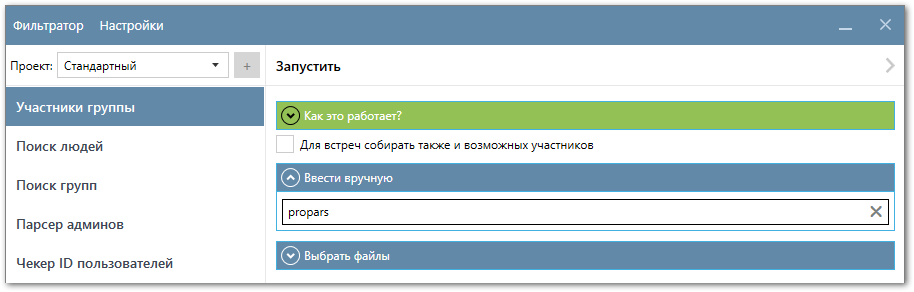 Фильтратор Настройки
Проект: Стандартный +
Запустить
Участники группы
Поиск людей
Поиск групп
Парсер админов
Чекер ID пользователей
Как это работает?
Для встреч собирать также и возможных участников
Ввести вручную
propars
Выбрать файлы